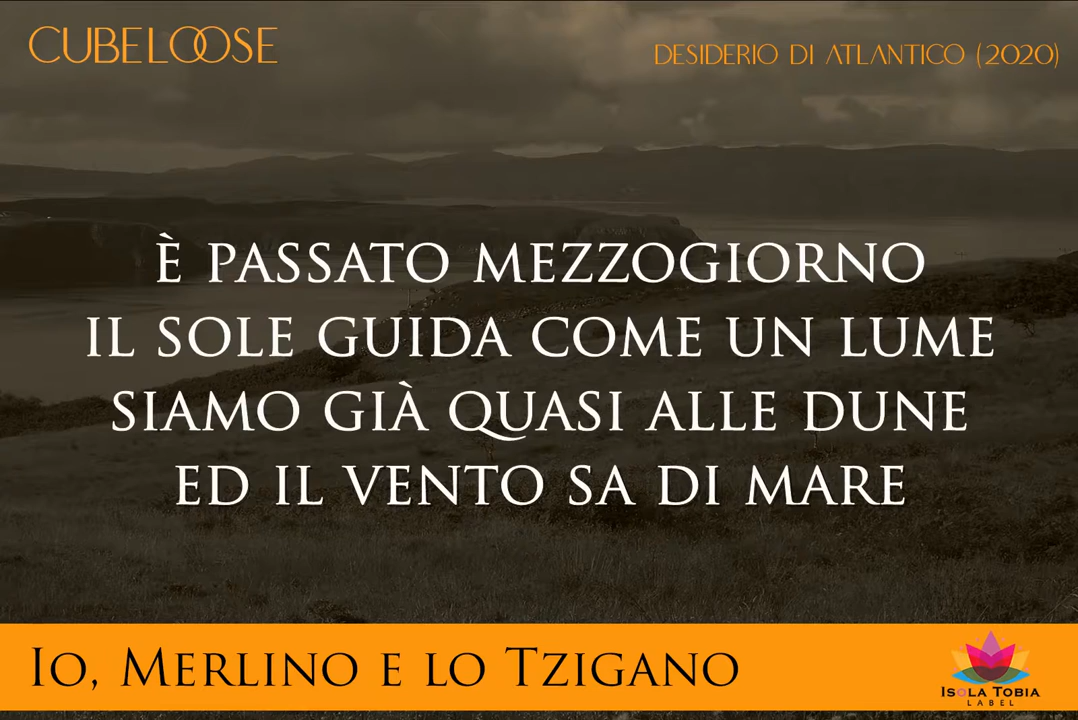 CUBELOOSE
DESIDERIO DI ATLANTICO (2020)
È PASSATO MEZZOGIORNO
IL SOLE GUIDA COME UN LUME
SIAMO GIÀ QUASI ALLE DUNE
ED IL VENTO SA DI MARE
Io, Merlino e lo Tzigano
Isola Tobia
LABEL